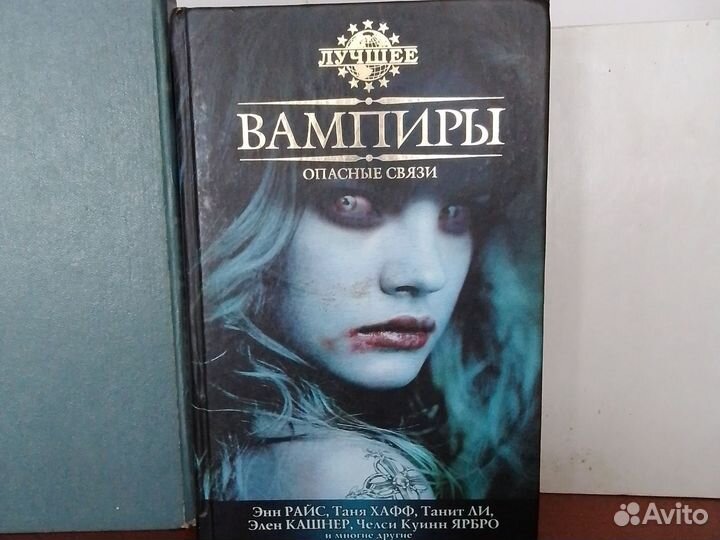 ЛУЧШЕЕ
ВАМПИРЫ
ОПАСНЫЕ СВЯЗИ
Энн РАЙС, Таня ХАФФ, Танит ЛИ,
Элен КАШНЕР, Челси Куинн ЯРБРО
и многие другие
Avito